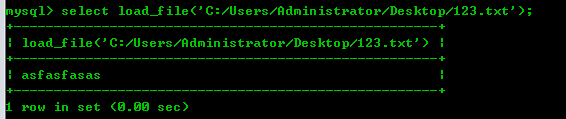 mysql> select load_file('C:/Users/Administrator/Desktop/123.txt');
+---------------------------------------------------+
| load_file('C:/Users/Administrator/Desktop/123.txt') |
+---------------------------------------------------+
| asfasfasas |
+---------------------------------------------------+
1 row in set (0.00 sec)